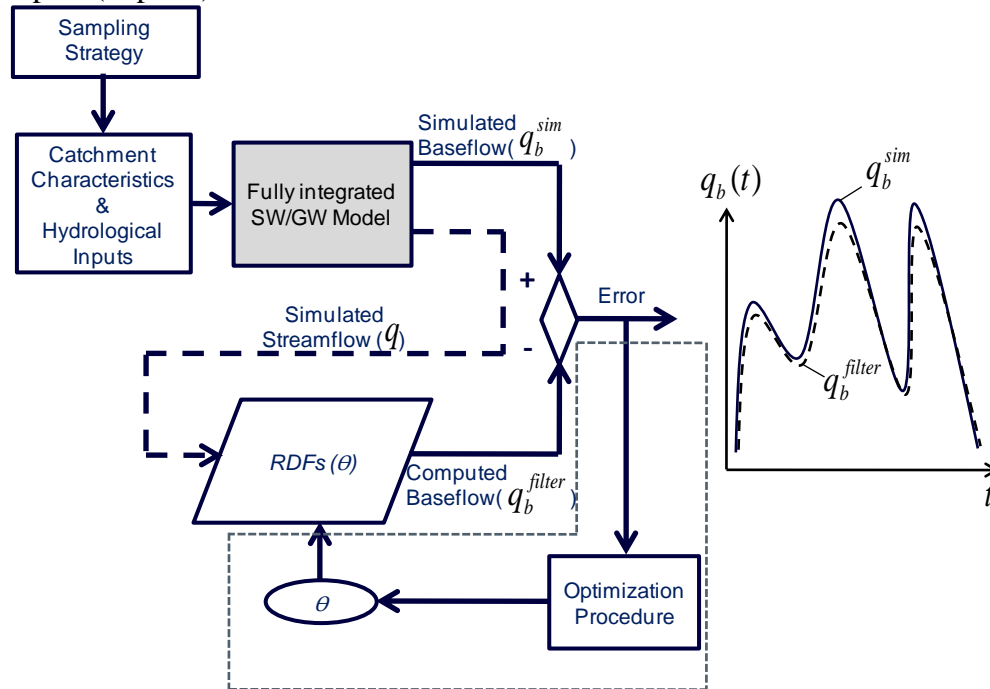 Sampling
Strategy
Catchment
Characteristics
&
Hydrological
Inputs
Fully integrated
SW/GW Model
Simulated
Baseflow( q_b^{sim} )
+
-
Error
Simulated
Streamflow (q)
RDFs (θ)
Computed
Baseflow( q_b^{filter} )
θ
Optimization
Procedure
q_b(t)
q_b^{sim}
q_b^{filter}
t